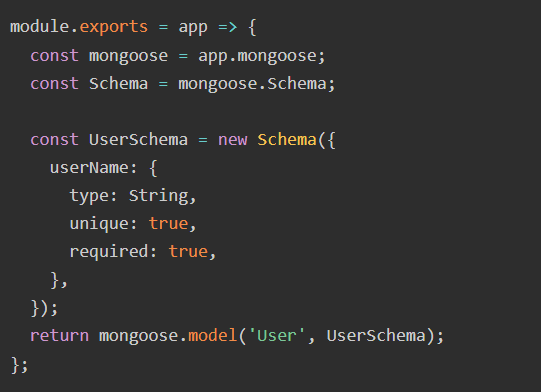 module.exports = app => {
  const mongoose = app.mongoose;
  const Schema = mongoose.Schema;

  const UserSchema = new Schema({
    userName: {
      type: String,
      unique: true,
      required: true,
    },
  });
  return mongoose.model('User', UserSchema);
};